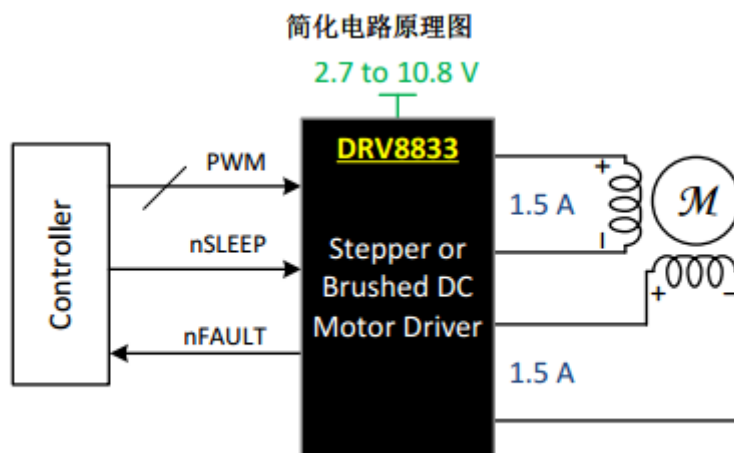 简化电路原理图
2.7 to 10.8 V
Controller
PWM
nSLEEP
nFAULT
DRV8833
Stepper or
Brushed DC
Motor Driver
+
1.5 A
–
M
+
–
1.5 A